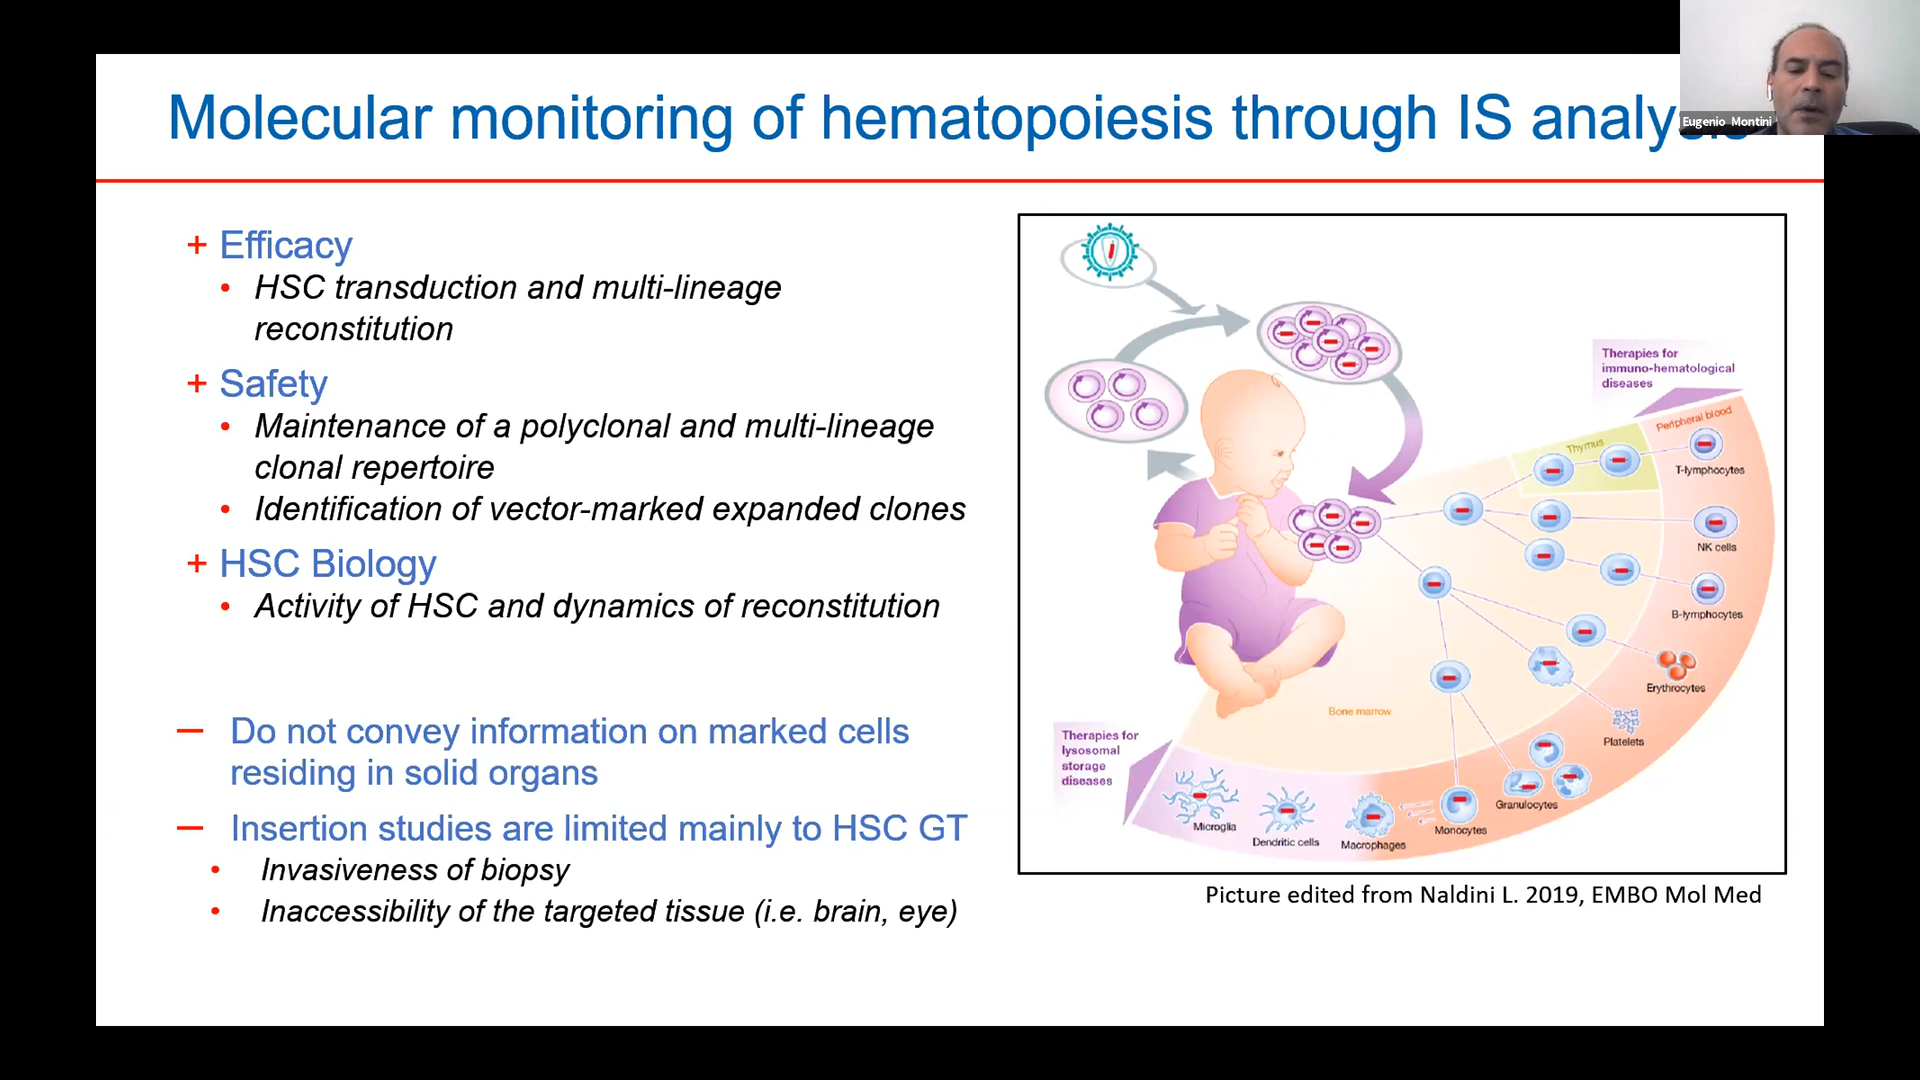 Molecular monitoring of hematopoiesis through IS analysis
Eugenio Montini
+ Efficacy
• HSC transduction and multi-lineage
reconstitution
+ Safety
• Maintenance of a polyclonal and multi-lineage
clonal repertoire
• Identification of vector-marked expanded clones
+ HSC Biology
• Activity of HSC and dynamics of reconstitution
– Do not convey information on marked cells
residing in solid organs
– Insertion studies are limited mainly to HSC GT
• Invasiveness of biopsy
• Inaccessibility of the targeted tissue (i.e. brain, eye)
Therapies for
immuno-hematological
diseases
Peripheral blood
Thymus
T-lymphocytes
NK cells
B-lymphocytes
Erythrocytes
Platelets
Granulocytes
Monocytes
Macrophages
Dendritic cells
Microglia
Bone marrow
Therapies for
lysosomal
storage
diseases
Picture edited from Naldini L. 2019, EMBO Mol Med